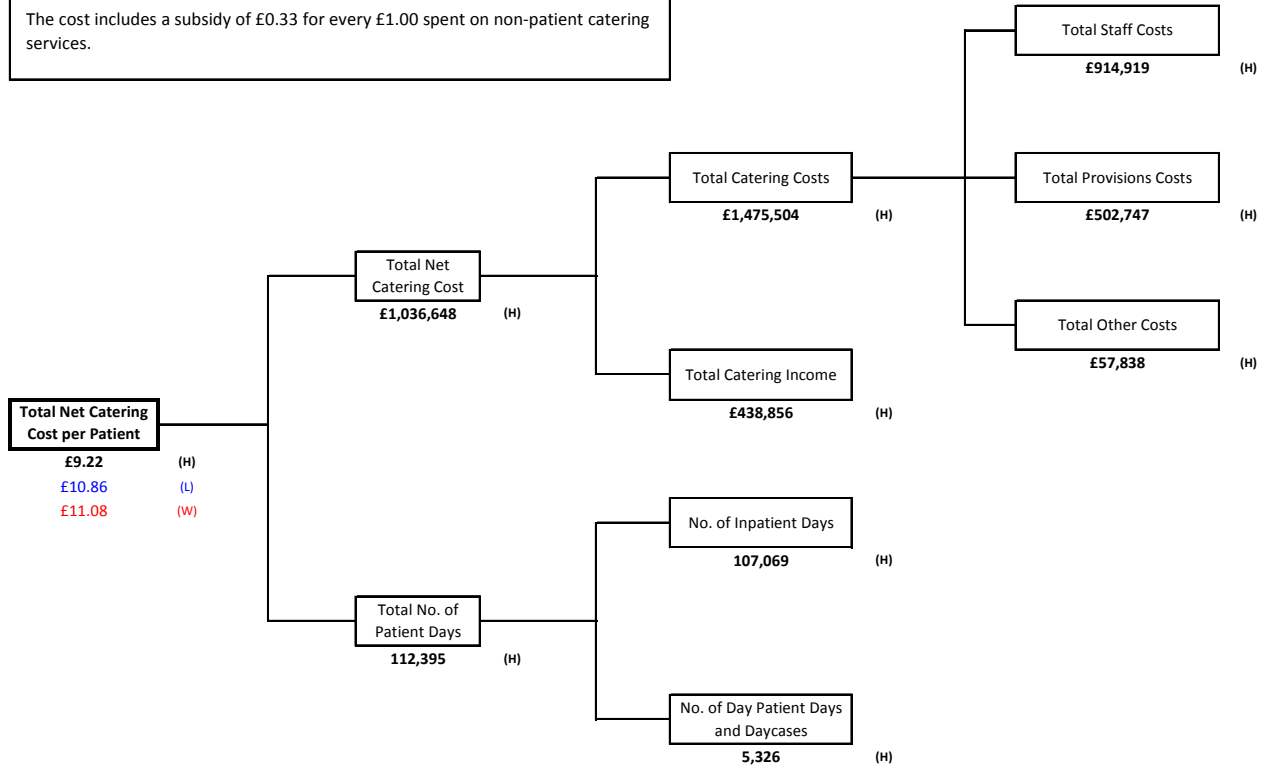 The cost includes a subsidy of £0.33 for every £1.00 spent on non-patient catering
services.
Total Staff Costs
£914,919 (H)
Total Catering Costs
£1,475,504 (H)
Total Provisions Costs
£502,747 (H)
Total Net
Catering Cost
£1,036,648 (H)
Total Other Costs
£57,838 (H)
Total Catering Income
£438,856 (H)
Total Net Catering
Cost per Patient
£9.22 (H)
£10.86 (L)
£11.08 (W)
No. of Inpatient Days
107,069 (H)
Total No. of
Patient Days
112,395 (H)
No. of Day Patient Days
and Daycases
5,326 (H)